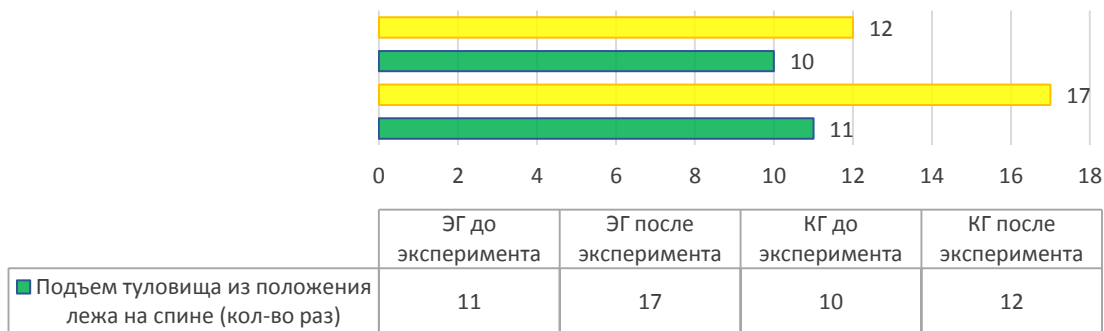 12
10
17
11
0 2 4 6 8 10 12 14 16 18
ЭГ до эксперимента
ЭГ после эксперимента
КГ до эксперимента
КГ после эксперимента
Подъем туловища из положения
лежа на спине (кол-во раз)
11 17 10 12